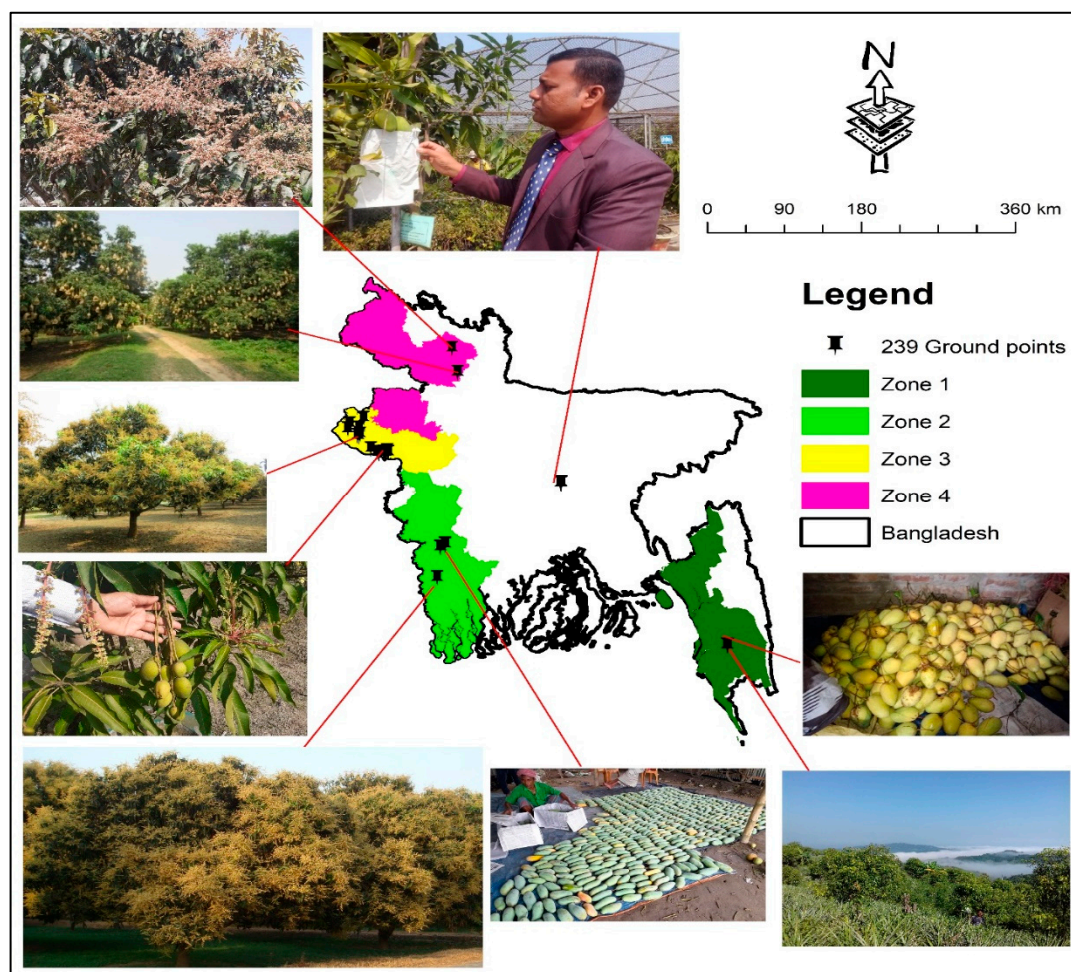 N
0 90 180 360 km
Legend
239 Ground points
Zone 1
Zone 2
Zone 3
Zone 4
Bangladesh